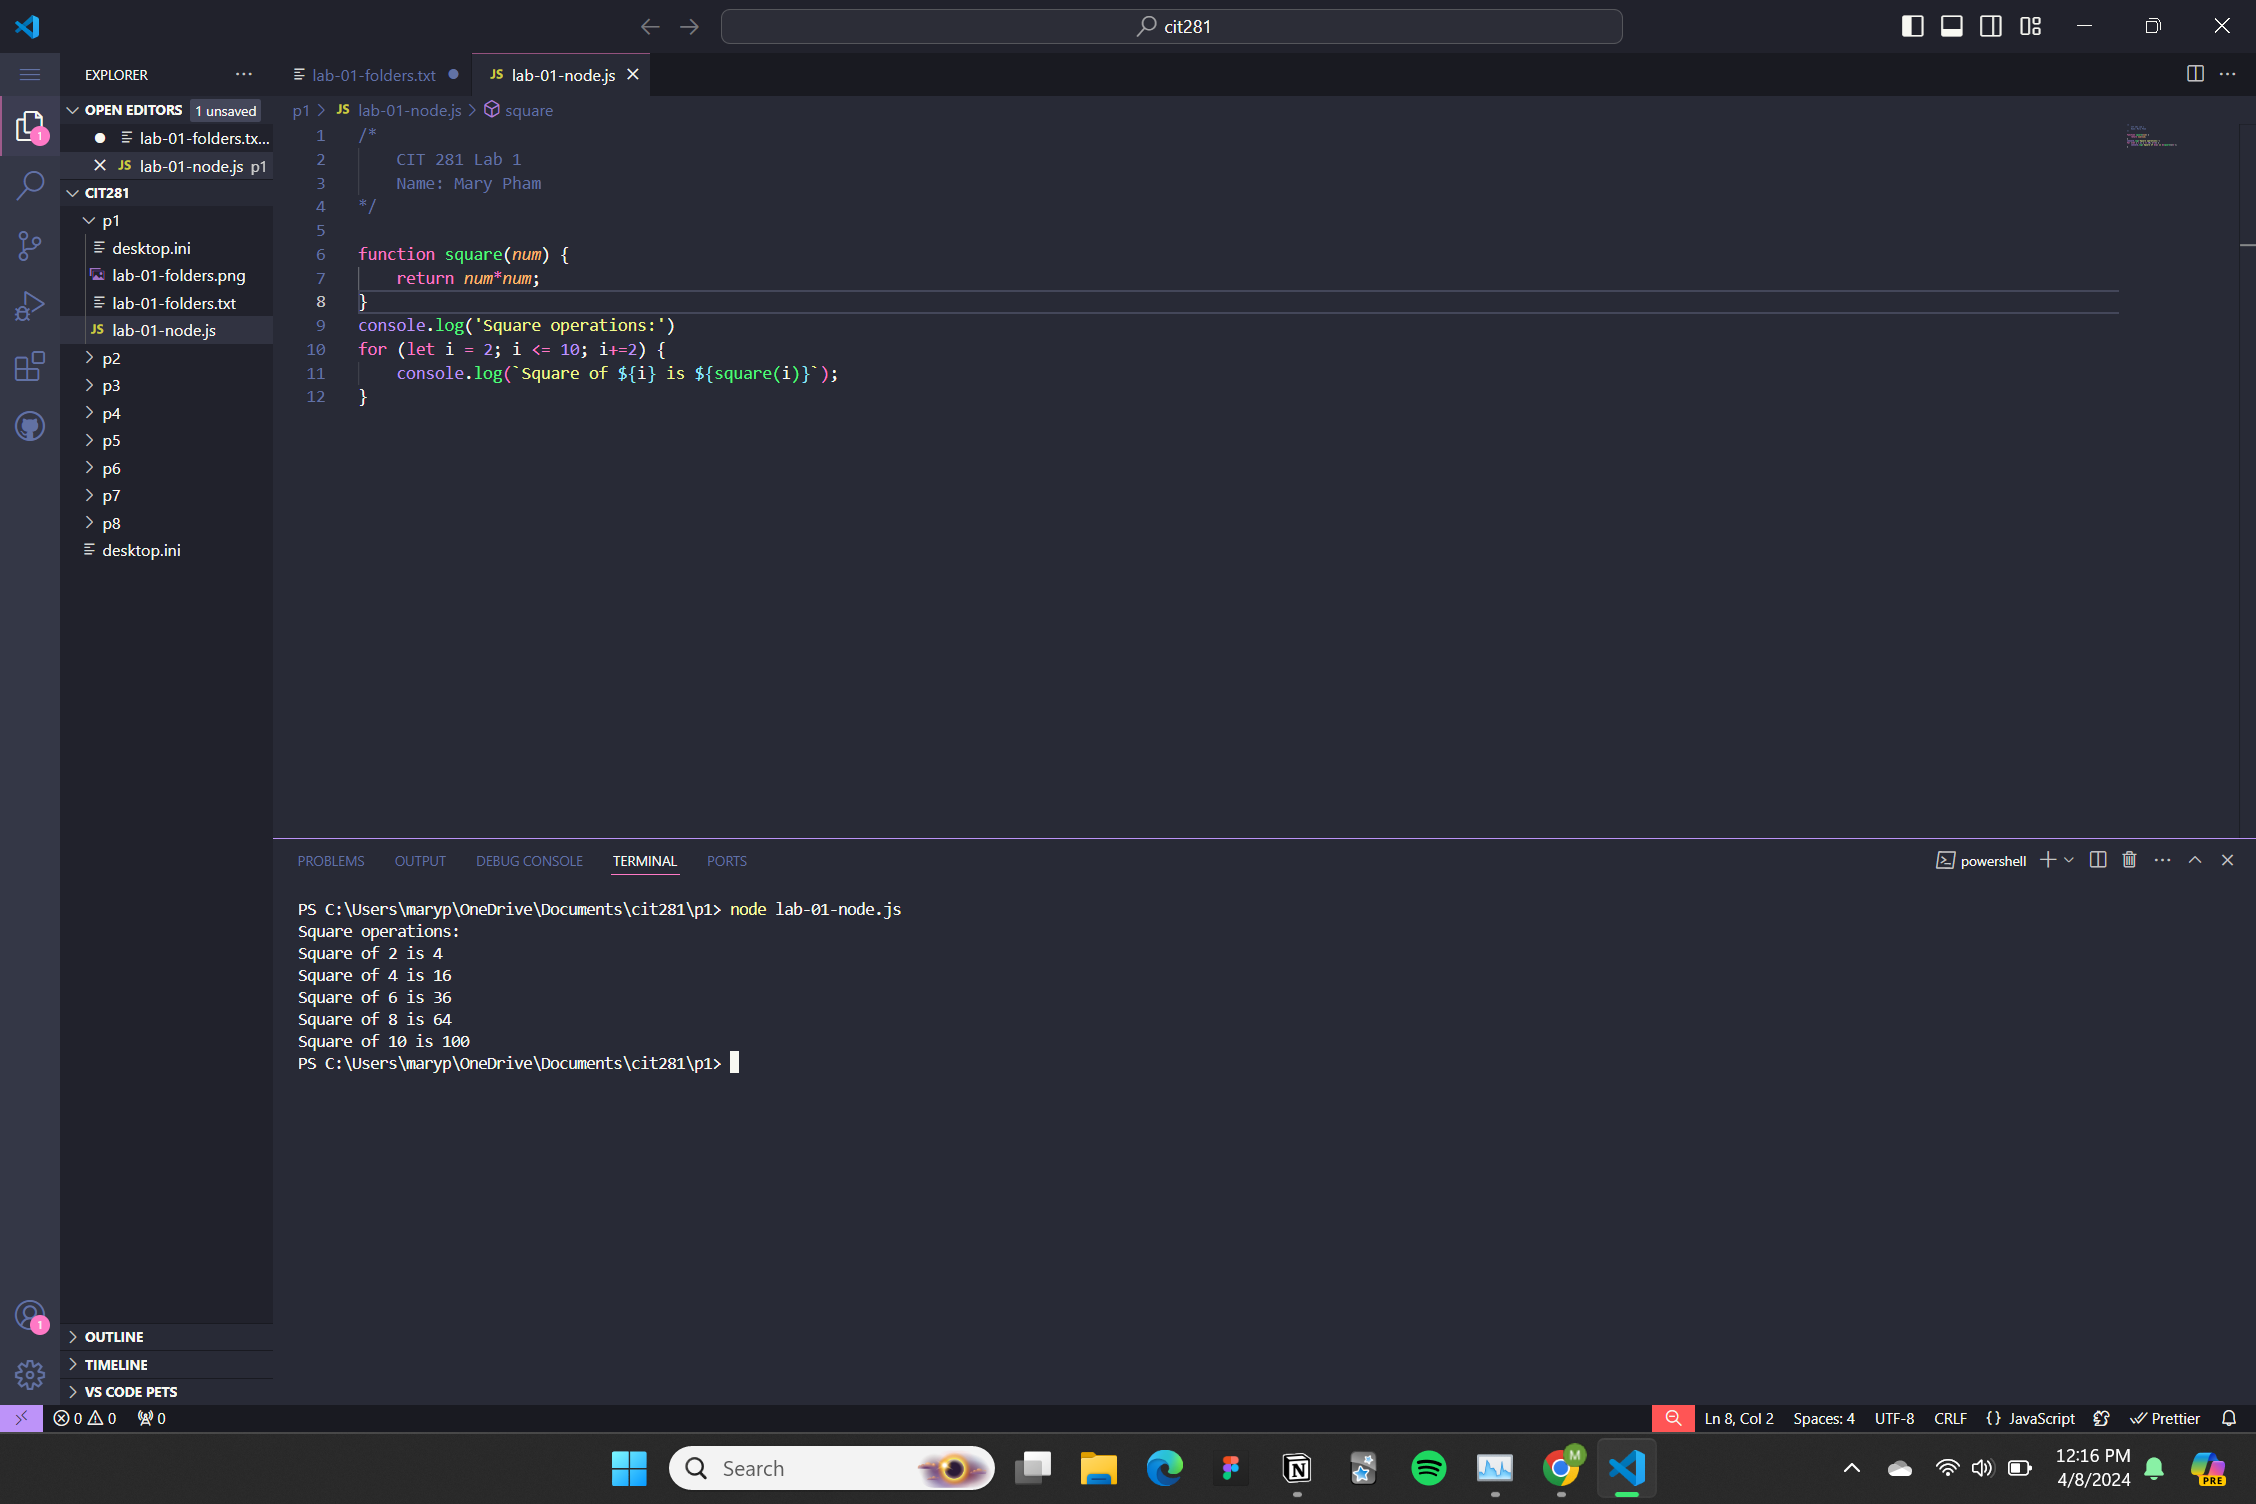 cit281
EXPLORER
lab-01-folders.txt
JS lab-01-node.js
OPEN EDITORS 1 unsaved
lab-01-folders.tx...
JS lab-01-node.js p1
CIT281
p1
desktop.ini
lab-01-folders.png
lab-01-folders.txt
JS lab-01-node.js
p2
p3
p4
p5
p6
p7
p8
desktop.ini
OUTLINE
TIMELINE
VS CODE PETS
1
1
p1 > JS lab-01-node.js > square
1 /*
2 CIT 281 Lab 1
3 Name: Mary Pham
4 */
5
6 function square(num) {
7 return num*num;
8 }
9 console.log('Square operations:')
10 for (let i = 2; i <= 10; i+=2) {
11 console.log(`Square of ${i} is ${square(i)}`);
12 }
PROBLEMS OUTPUT DEBUG CONSOLE TERMINAL PORTS
powershell
PS C:\Users\maryp\OneDrive\Documents\cit281\p1> node lab-01-node.js
Square operations:
Square of 2 is 4
Square of 4 is 16
Square of 6 is 36
Square of 8 is 64
Square of 10 is 100
PS C:\Users\maryp\OneDrive\Documents\cit281\p1>
0 0 0
Ln 8, Col 2 Spaces: 4 UTF-8 CRLF {} JavaScript Prettier
Search
M
12:16 PM
4/8/2024
PRE